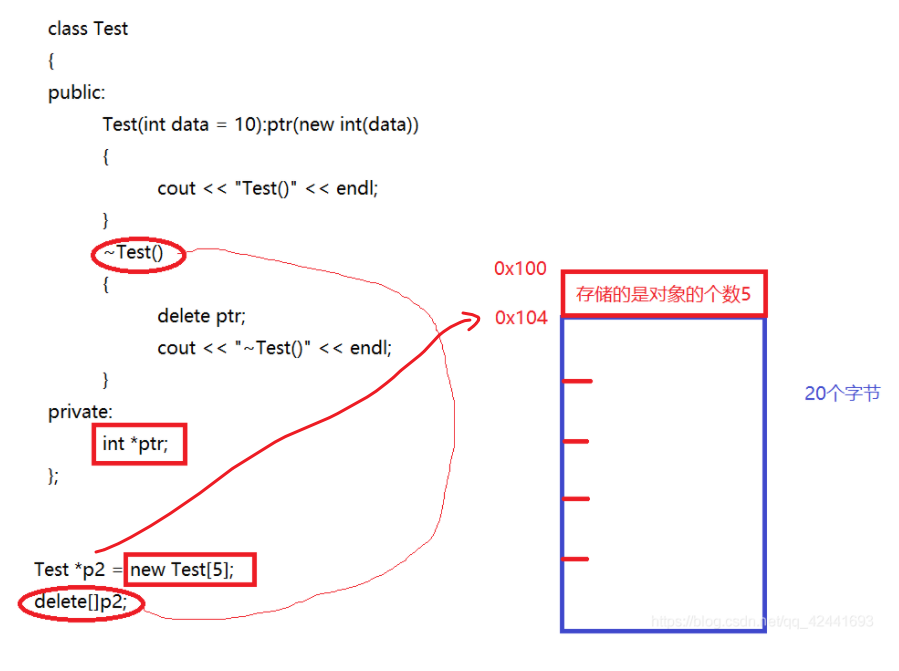 class Test
{
public:
Test(int data = 10):ptr(new int(data))
{
cout << "Test()" << endl;
}
~Test()
{
delete ptr;
cout << "~Test()" << endl;
}
private:
int *ptr;
};
Test *p2 = new Test[5];
delete[]p2;
0x100
存储的是对象的个数5
0x104
20个字节
https://blog.csdn.net/qq_42441693